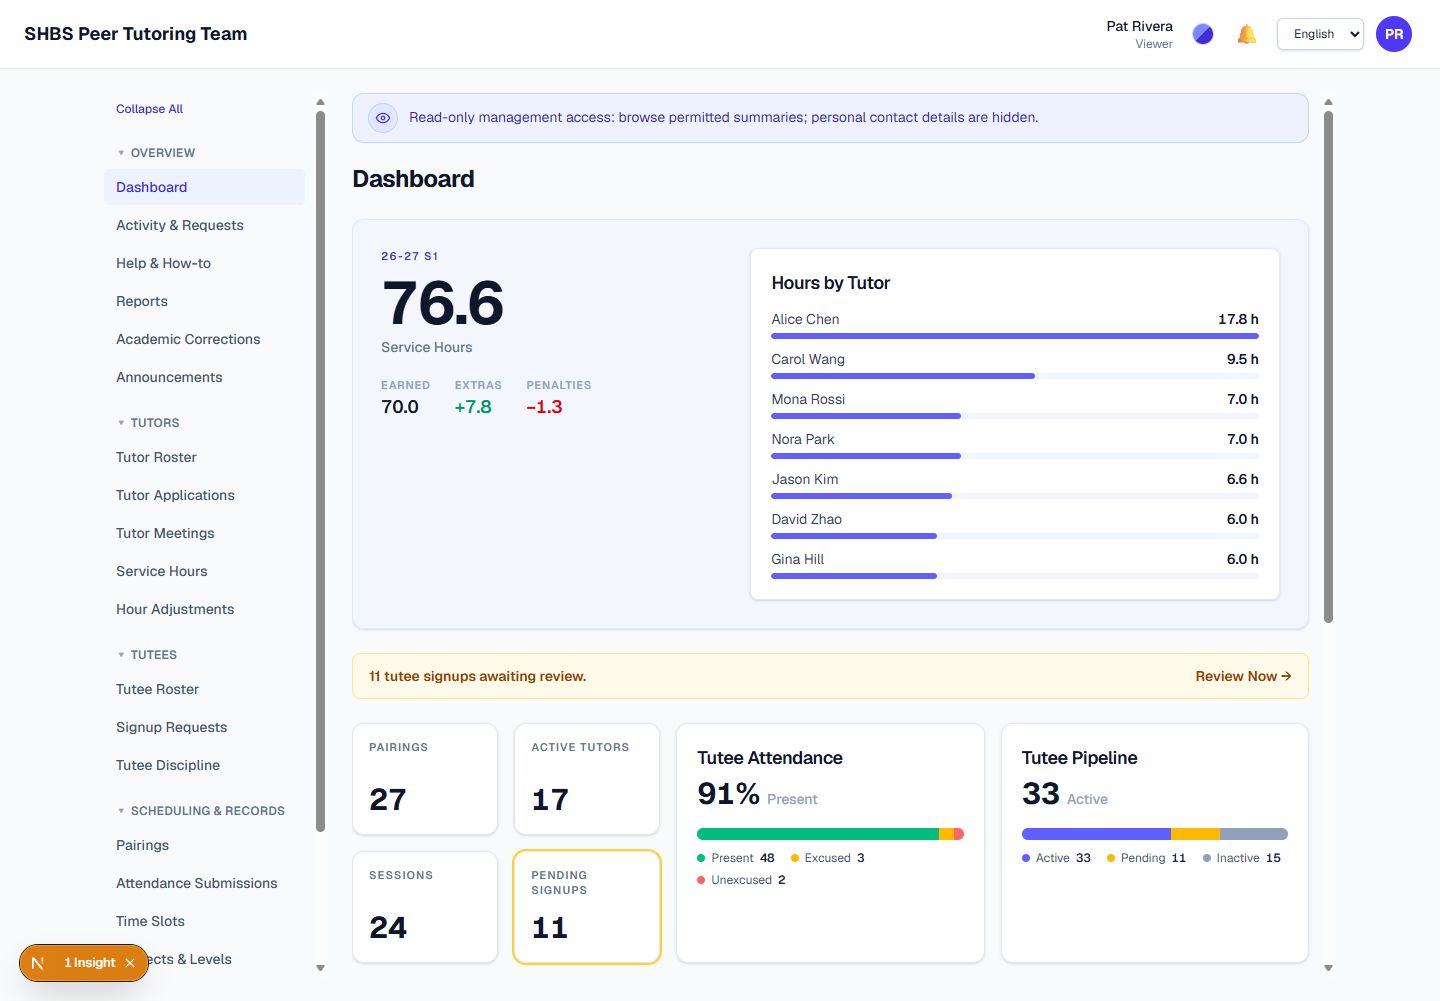 SHBS Peer Tutoring Team
Pat Rivera
Viewer
English
PR
Collapse All
OVERVIEW
Dashboard
Activity & Requests
Help & How-to
Reports
Academic Corrections
Announcements
TUTORS
Tutor Roster
Tutor Applications
Tutor Meetings
Service Hours
Hour Adjustments
TUTEES
Tutee Roster
Signup Requests
Tutee Discipline
SCHEDULING & RECORDS
Pairings
Attendance Submissions
Time Slots
ects & Levels
N 1 Insight
Read-only management access: browse permitted summaries; personal contact details are hidden.
Dashboard
26-27 S1
76.6
Service Hours
EARNED EXTRAS PENALTIES
70.0 +7.8 −1.3
Hours by Tutor
Alice Chen 17.8 h
Carol Wang 9.5 h
Mona Rossi 7.0 h
Nora Park 7.0 h
Jason Kim 6.6 h
David Zhao 6.0 h
Gina Hill 6.0 h
11 tutee signups awaiting review. Review Now →
PAIRINGS
27
ACTIVE TUTORS
17
SESSIONS
24
PENDING
SIGNUPS
11
Tutee Attendance
91% Present
Present 48 Excused 3
Unexcused 2
Tutee Pipeline
33 Active
Active 33 Pending 11 Inactive 15